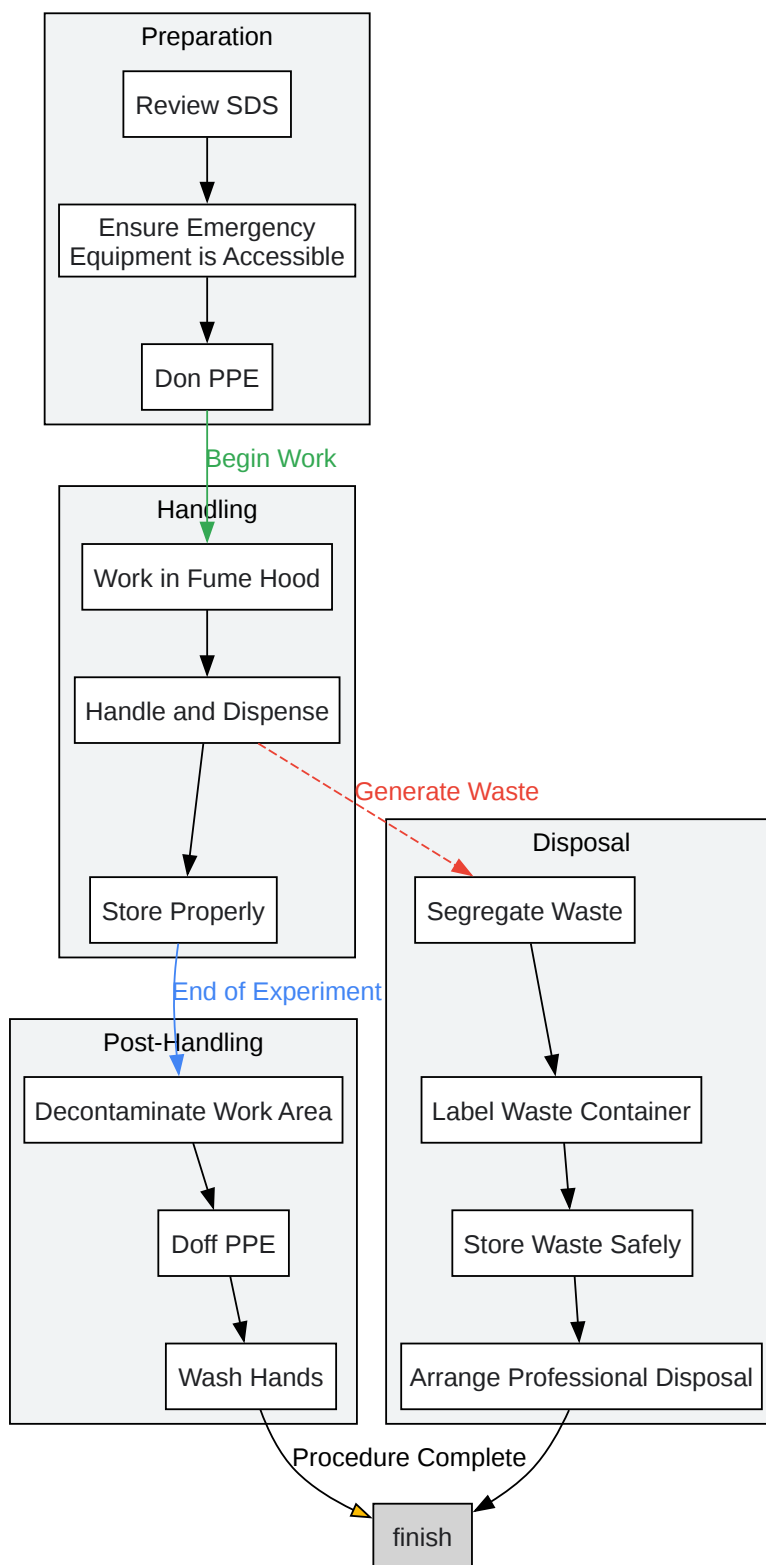 Preparation
Review SDS
Ensure Emergency
Equipment is Accessible
Don PPE
Begin Work
Handling
Work in Fume Hood
Handle and Dispense
Generate Waste
Disposal
Store Properly
Segregate Waste
End of Experiment
Post-Handling
Decontaminate Work Area
Label Waste Container
Doff PPE
Store Waste Safely
Wash Hands
Arrange Professional Disposal
Procedure Complete
finish